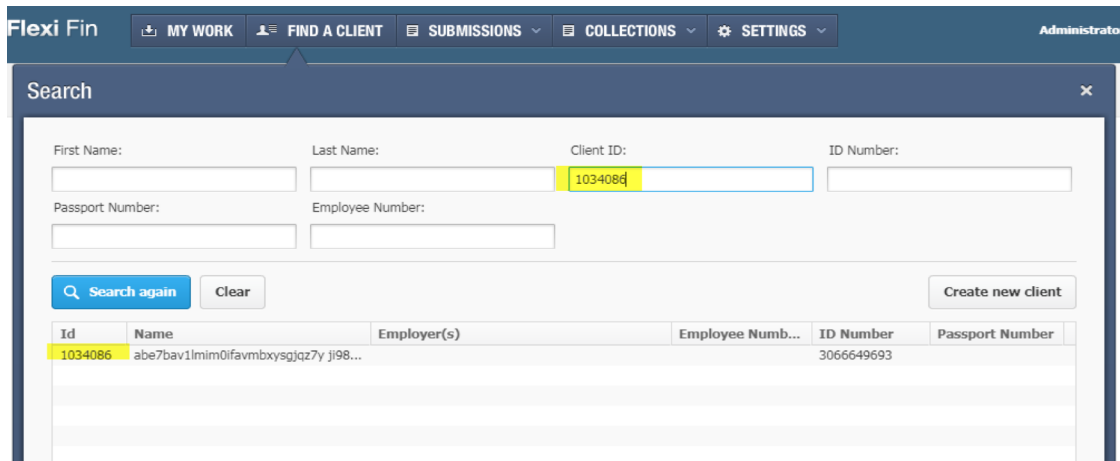 Flexi Fin MY WORK FIND A CLIENT SUBMISSIONS COLLECTIONS SETTINGS Administrato
Search
First Name: Last Name: Client ID: ID Number:
1034086
Passport Number: Employee Number:
Search again Clear Create new client
Id Name Employer(s) Employee Numb... ID Number Passport Number
1034086 abe7bav1lmim0ifavmbxysgjqz7y ji98... 3066649693